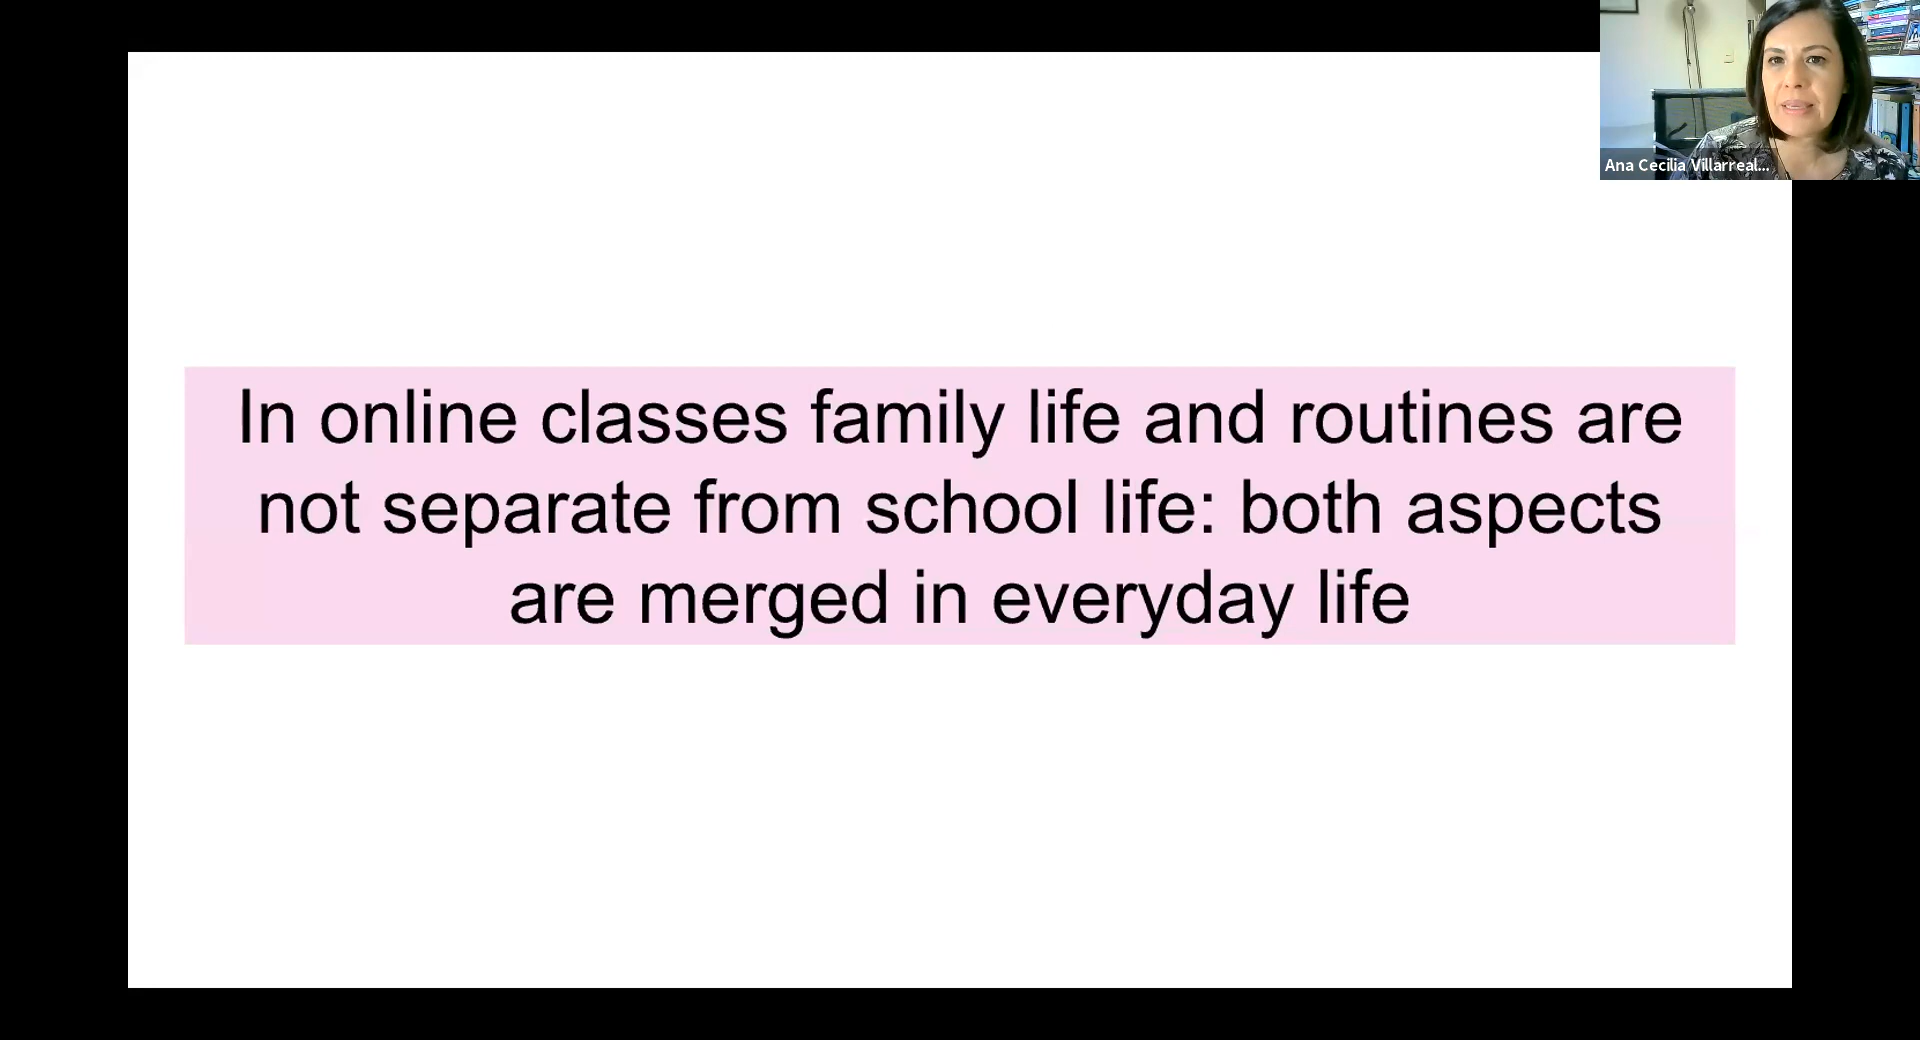 Ana Cecilia Villarreal...
In online classes family life and routines are
not separate from school life: both aspects
are merged in everyday life